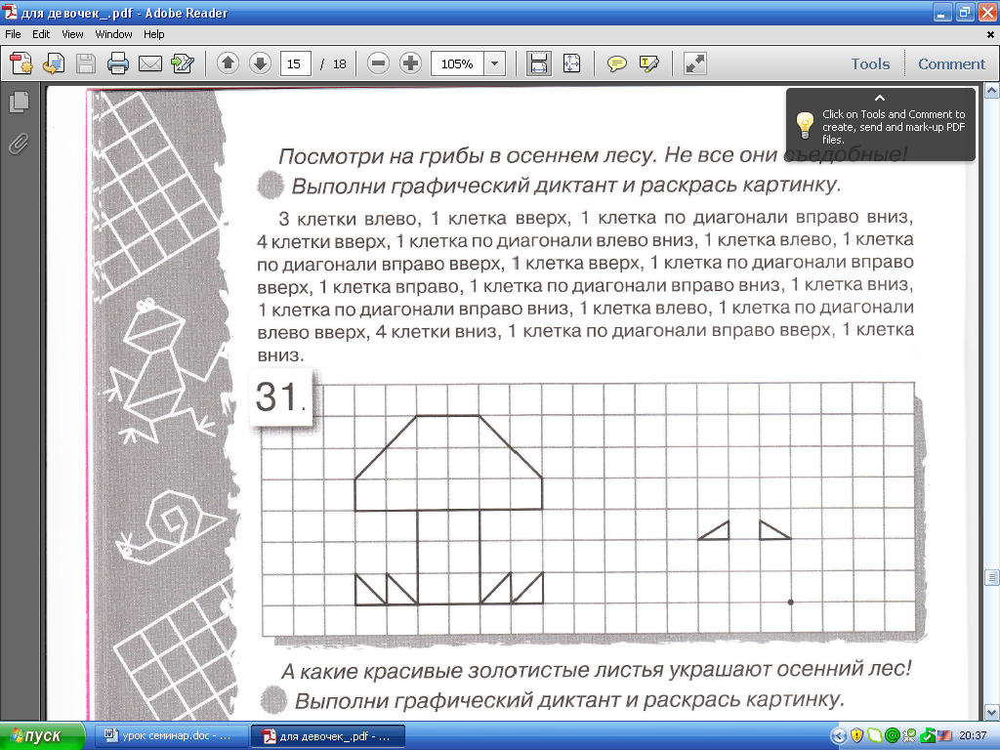 для девочек_.pdf - Adobe Reader
File Edit View Window Help
15 / 18 105% Tools Comment
Click on Tools and Comment to
create, send and mark-up PDF
files.
Посмотри на грибы в осеннем лесу. Не все они съедобные!
Выполни графический диктант и раскрась картинку.
3 клетки влево, 1 клетка вверх, 1 клетка по диагонали вправо вниз,
4 клетки вверх, 1 клетка по диагонали влево вниз, 1 клетка влево, 1 клетка
по диагонали вправо вверх, 1 клетка вверх, 1 клетка по диагонали вправо
вверх, 1 клетка вправо, 1 клетка по диагонали вправо вниз, 1 клетка вниз,
1 клетка по диагонали вправо вниз, 1 клетка влево, 1 клетка по диагонали
влево вверх, 4 клетки вниз, 1 клетка по диагонали вправо вверх, 1 клетка
вниз.
31.
А какие красивые золотистые листья украшают осенний лес!
Выполни графический диктант и раскрась картинку.
пуск урок семинар.doc - ... для девочек_.pdf - ... 20:37